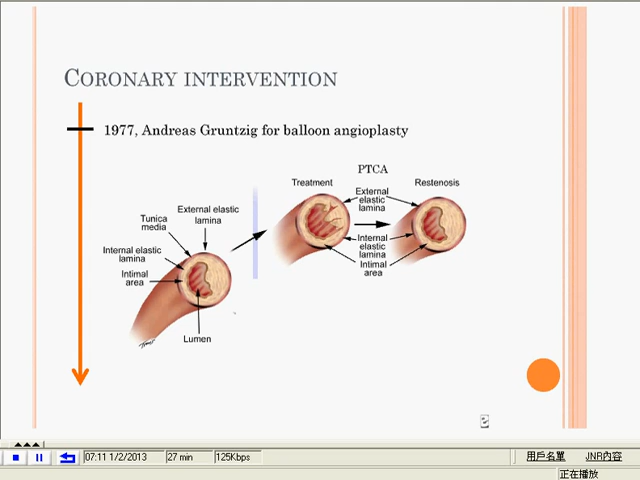 CORONARY INTERVENTION
1977, Andreas Gruntzig for balloon angioplasty
PTCA
Treatment
Restenosis
External
elastic
lamina
External elastic
lamina
Tunica
media
Internal elastic
lamina
Intimal
area
Internal
elastic
lamina
Intimal
area
Lumen
07:11 1/2/2013
27 min
125Kbps
用戶名單
JNR內容
正在播放